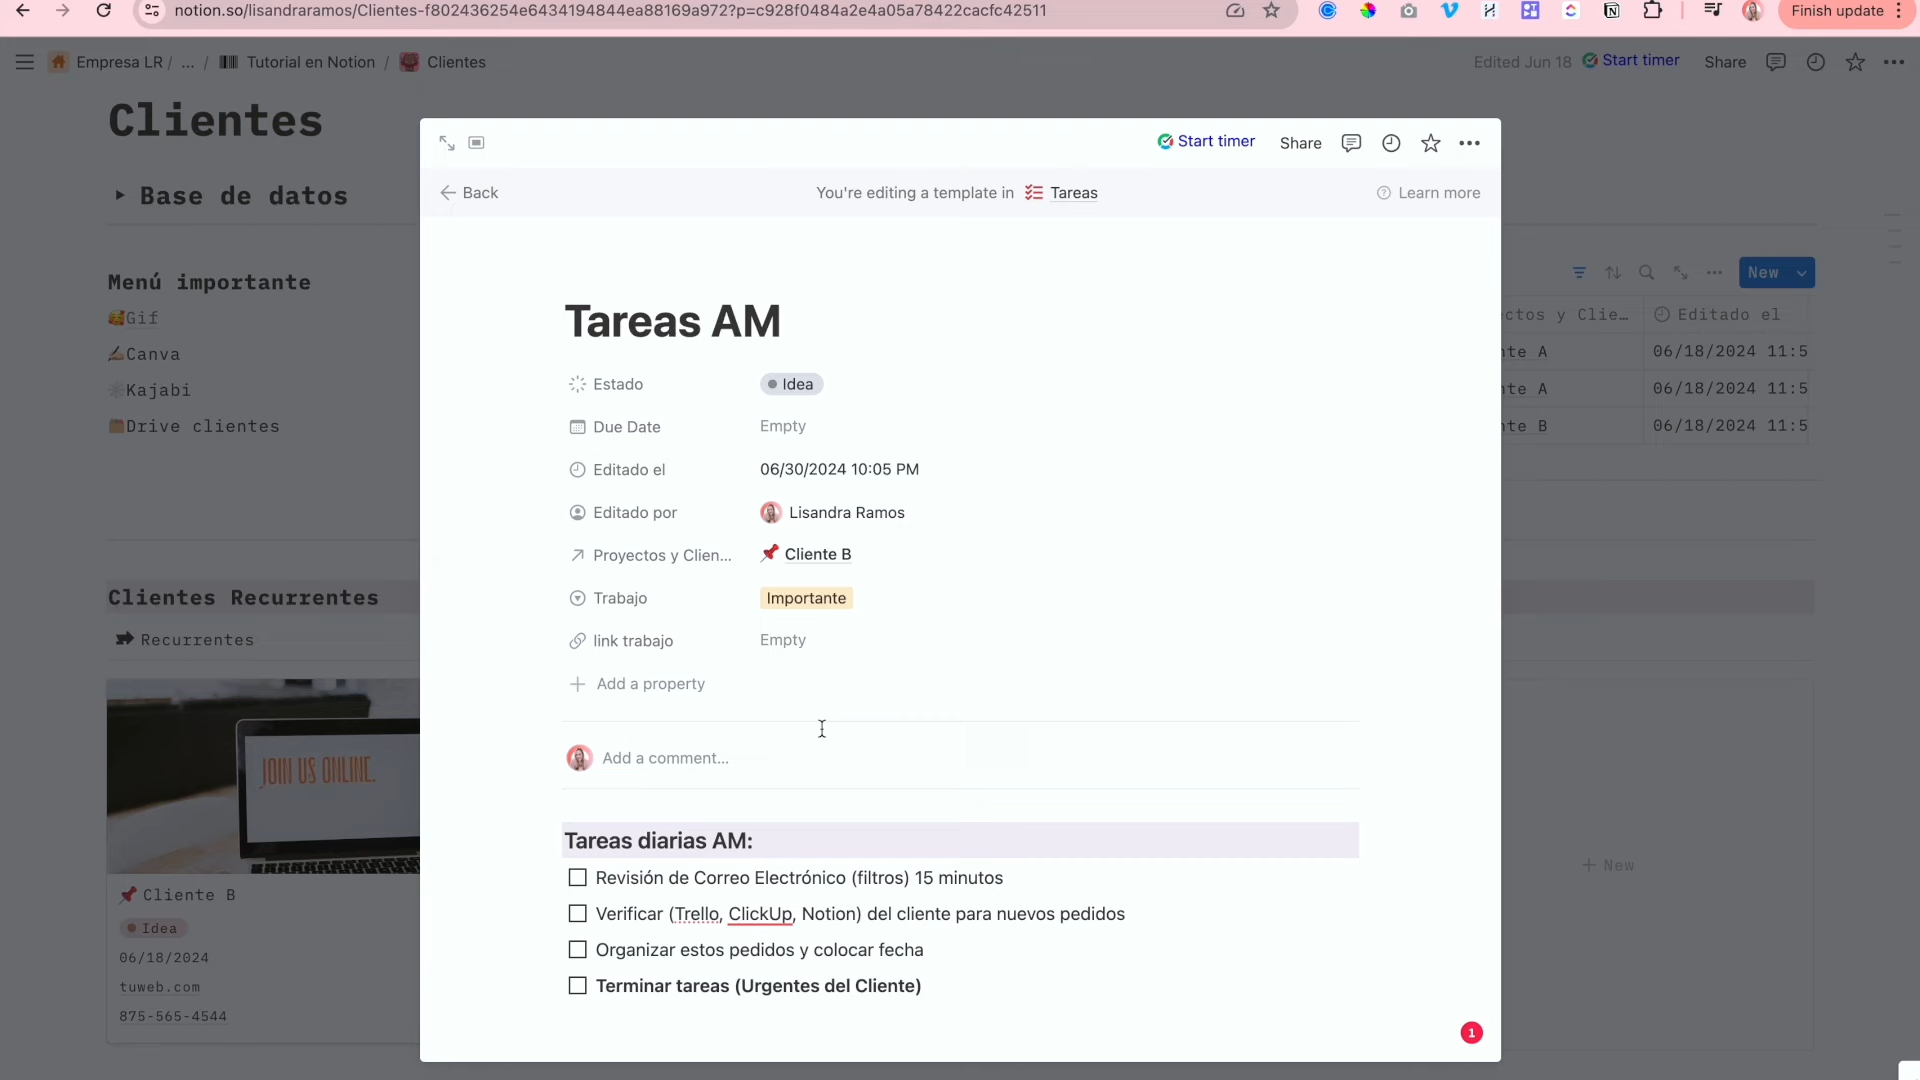 notion.so/lisandraramos/Clientes-f802436254e6434194844ea88169a972?p=c928f0484a2e4a05a78422cacfc42511
Finish update
Empresa LR / ... / Tutorial en Notion / Clientes
Edited Jun 18 Start timer Share
Clientes
Base de datos
Menú importante
Gif
Canva
Kajabi
Drive clientes
Clientes Recurrentes
Recurrentes
JOIN US ONLINE.
Cliente B
Idea
06/18/2024
tuweb.com
875-565-4544
Start timer Share
Back
You're editing a template in Tareas
Learn more
Tareas AM
Estado Idea
Due Date Empty
Editado el 06/30/2024 10:05 PM
Editado por Lisandra Ramos
Proyectos y Clien... Cliente B
Trabajo Importante
link trabajo Empty
Add a property
Add a comment...
Tareas diarias AM:
Revisión de Correo Electrónico (filtros) 15 minutos
Verificar (Trello, ClickUp, Notion) del cliente para nuevos pedidos
Organizar estos pedidos y colocar fecha
Terminar tareas (Urgentes del Cliente)
1
New
ctos y Clie... Editado el
nte A 06/18/2024 11:5
nte A 06/18/2024 11:5
nte B 06/18/2024 11:5
New